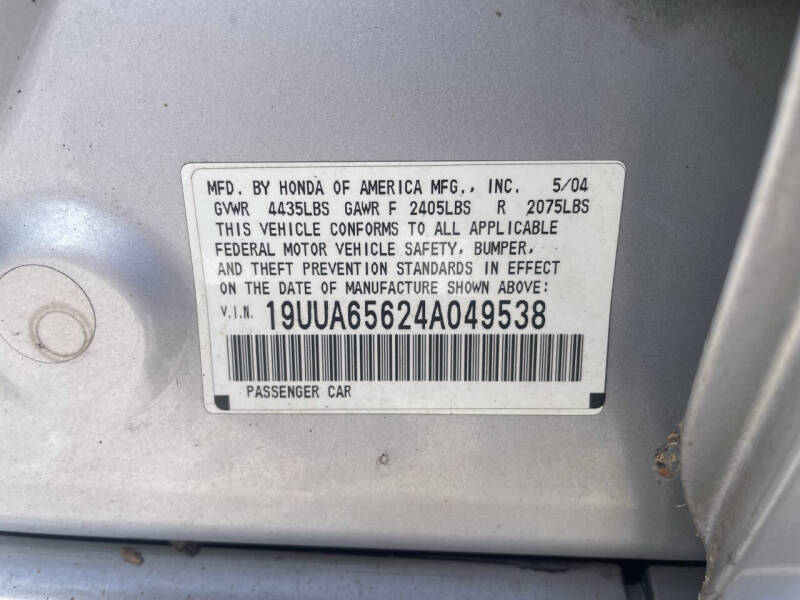 MFD. BY HONDA OF AMERICA MFG., INC. 5/04
GVWR 4435LBS GAWR F 2405LBS R 2075LBS
THIS VEHICLE CONFORMS TO ALL APPLICABLE
FEDERAL MOTOR VEHICLE SAFETY, BUMPER,
AND THEFT PREVENTION STANDARDS IN EFFECT
ON THE DATE OF MANUFACTURE SHOWN ABOVE:
V.I.N. 19UUA65624A049538
PASSENGER CAR